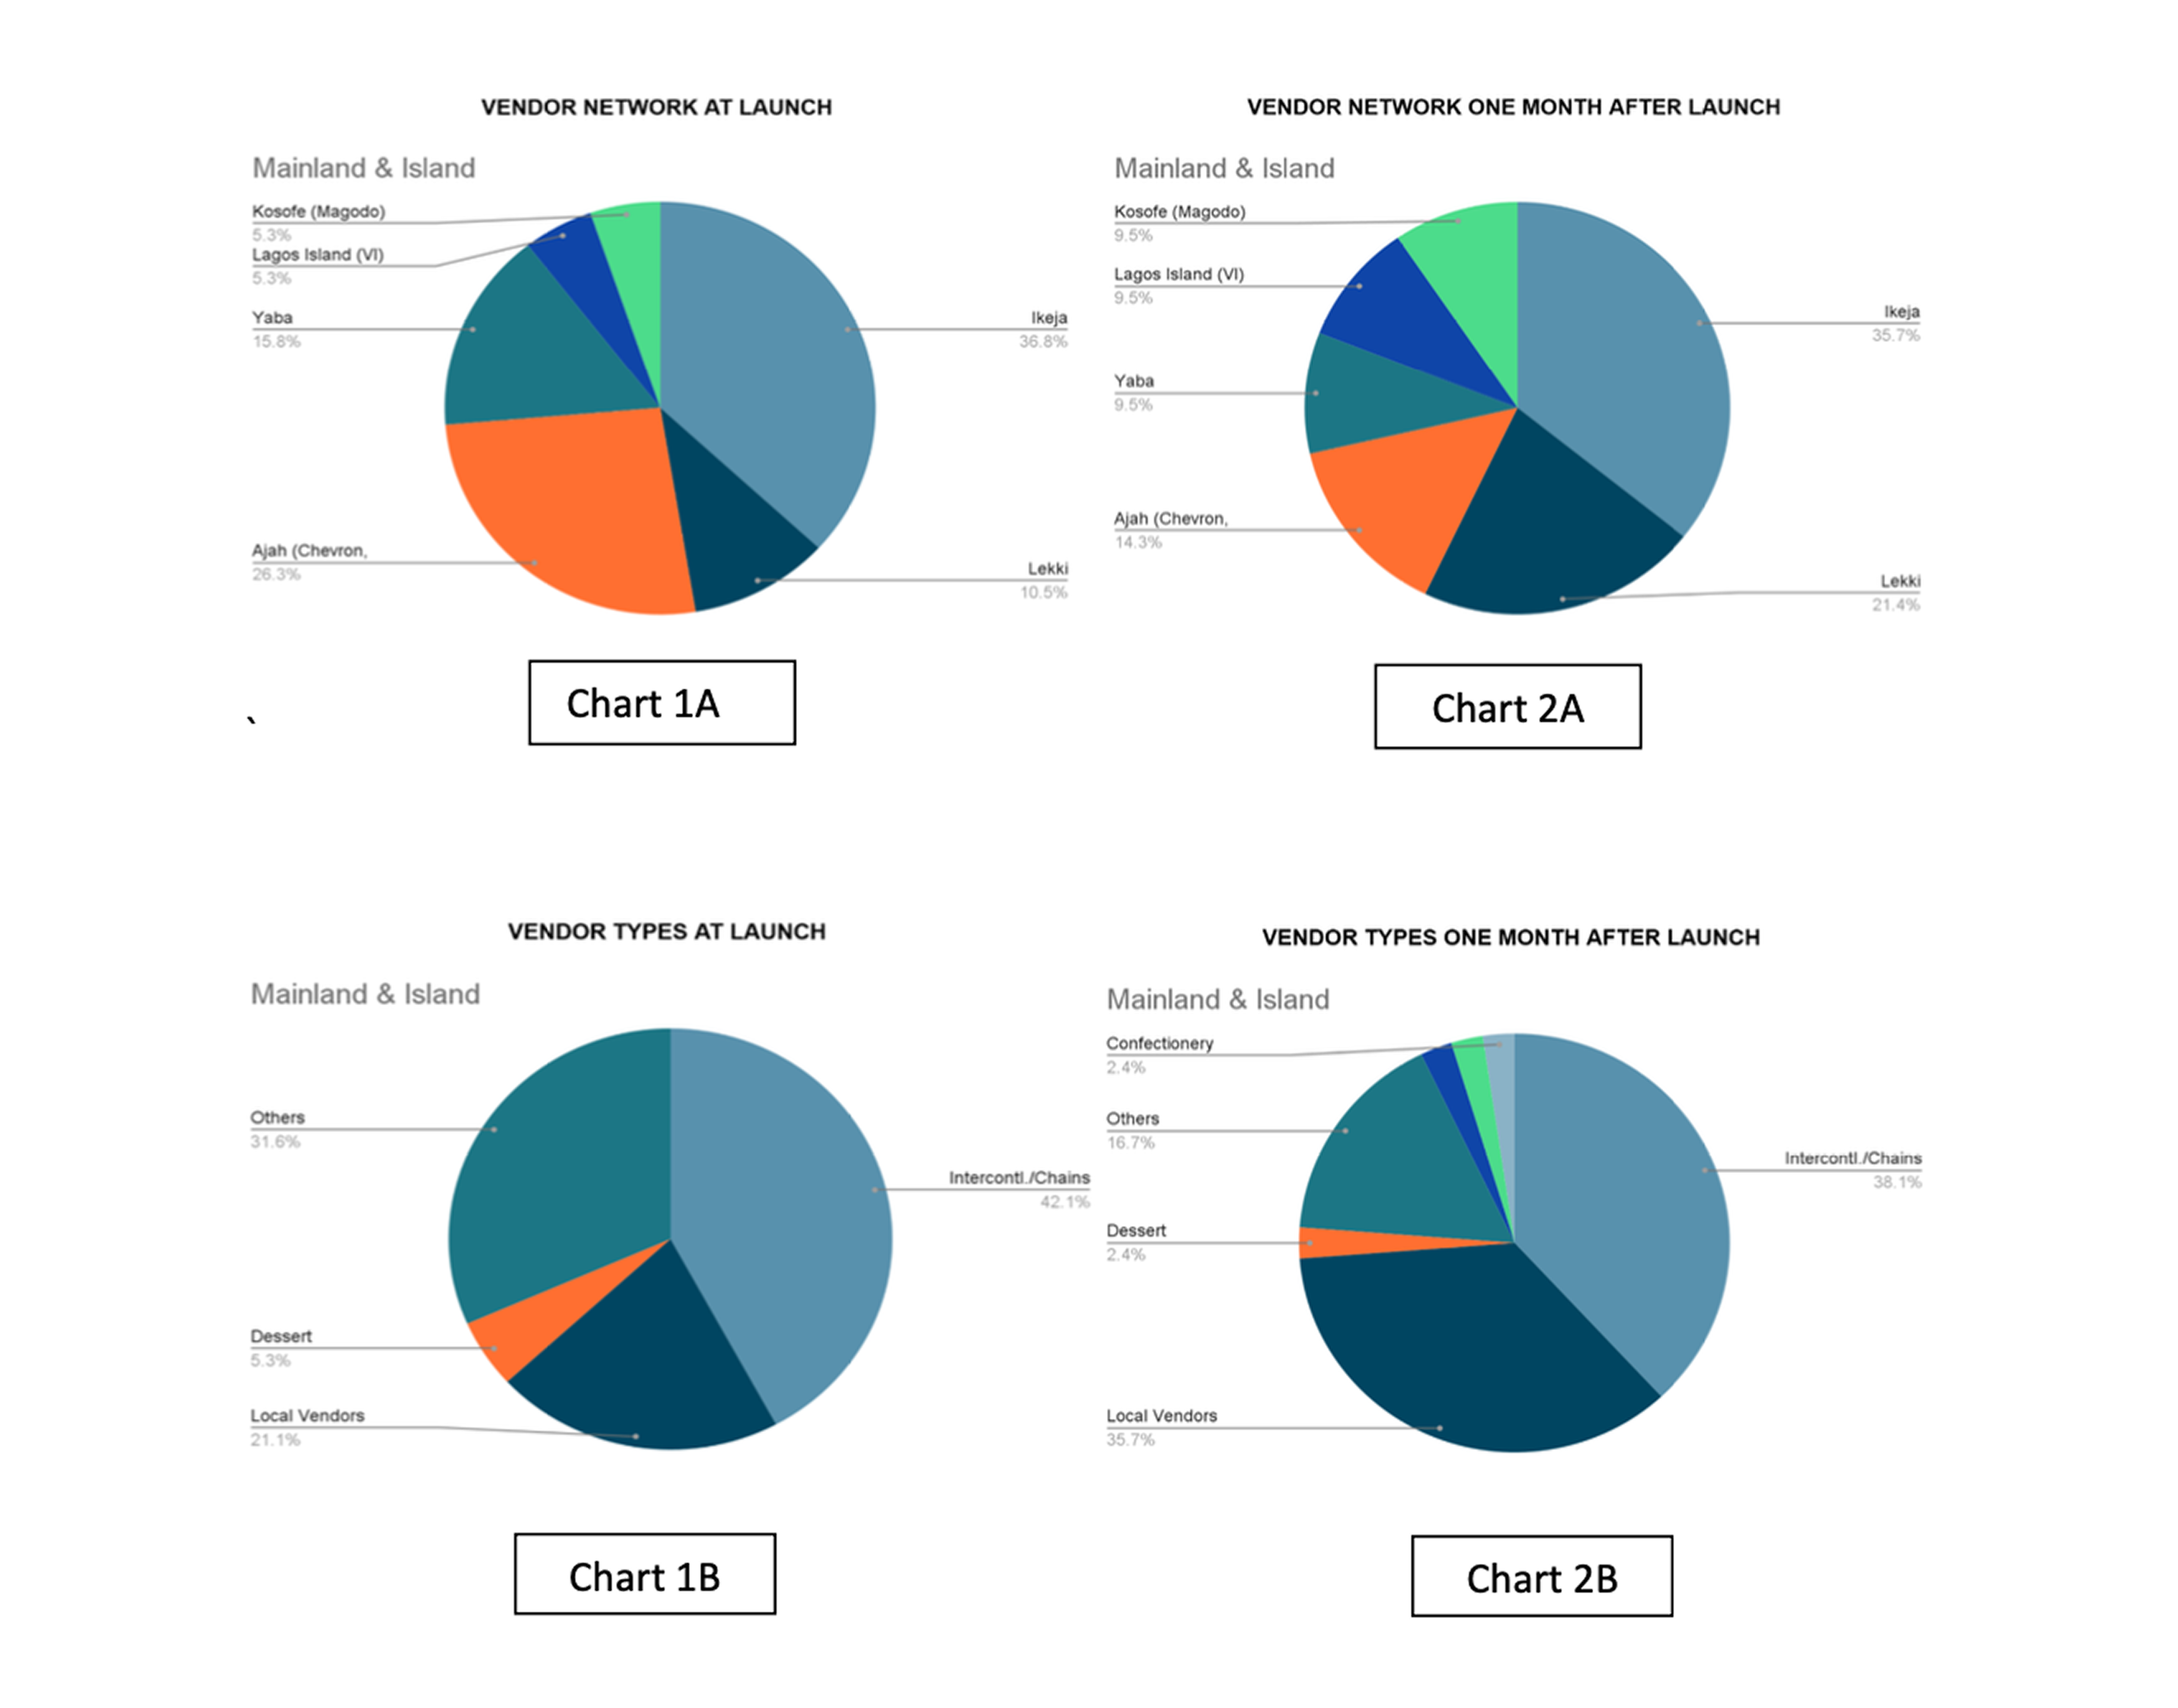 VENDOR NETWORK AT LAUNCH
Mainland & Island
Kosofe (Magodo)
5.3%
Lagos Island (VI)
5.3%
Yaba
15.8%
Ikeja
36.8%
Ajah (Chevron,
26.3%
Lekki
10.5%
Chart 1A
`
VENDOR NETWORK ONE MONTH AFTER LAUNCH
Mainland & Island
Kosofe (Magodo)
9.5%
Lagos Island (VI)
9.5%
Ikeja
35.7%
Yaba
9.5%
Ajah (Chevron,
14.3%
Lekki
21.4%
Chart 2A
VENDOR TYPES AT LAUNCH
Mainland & Island
Others
31.6%
Intercontl./Chains
42.1%
Dessert
5.3%
Local Vendors
21.1%
Chart 1B
VENDOR TYPES ONE MONTH AFTER LAUNCH
Mainland & Island
Confectionery
2.4%
Others
16.7%
Intercontl./Chains
38.1%
Dessert
2.4%
Local Vendors
35.7%
Chart 2B